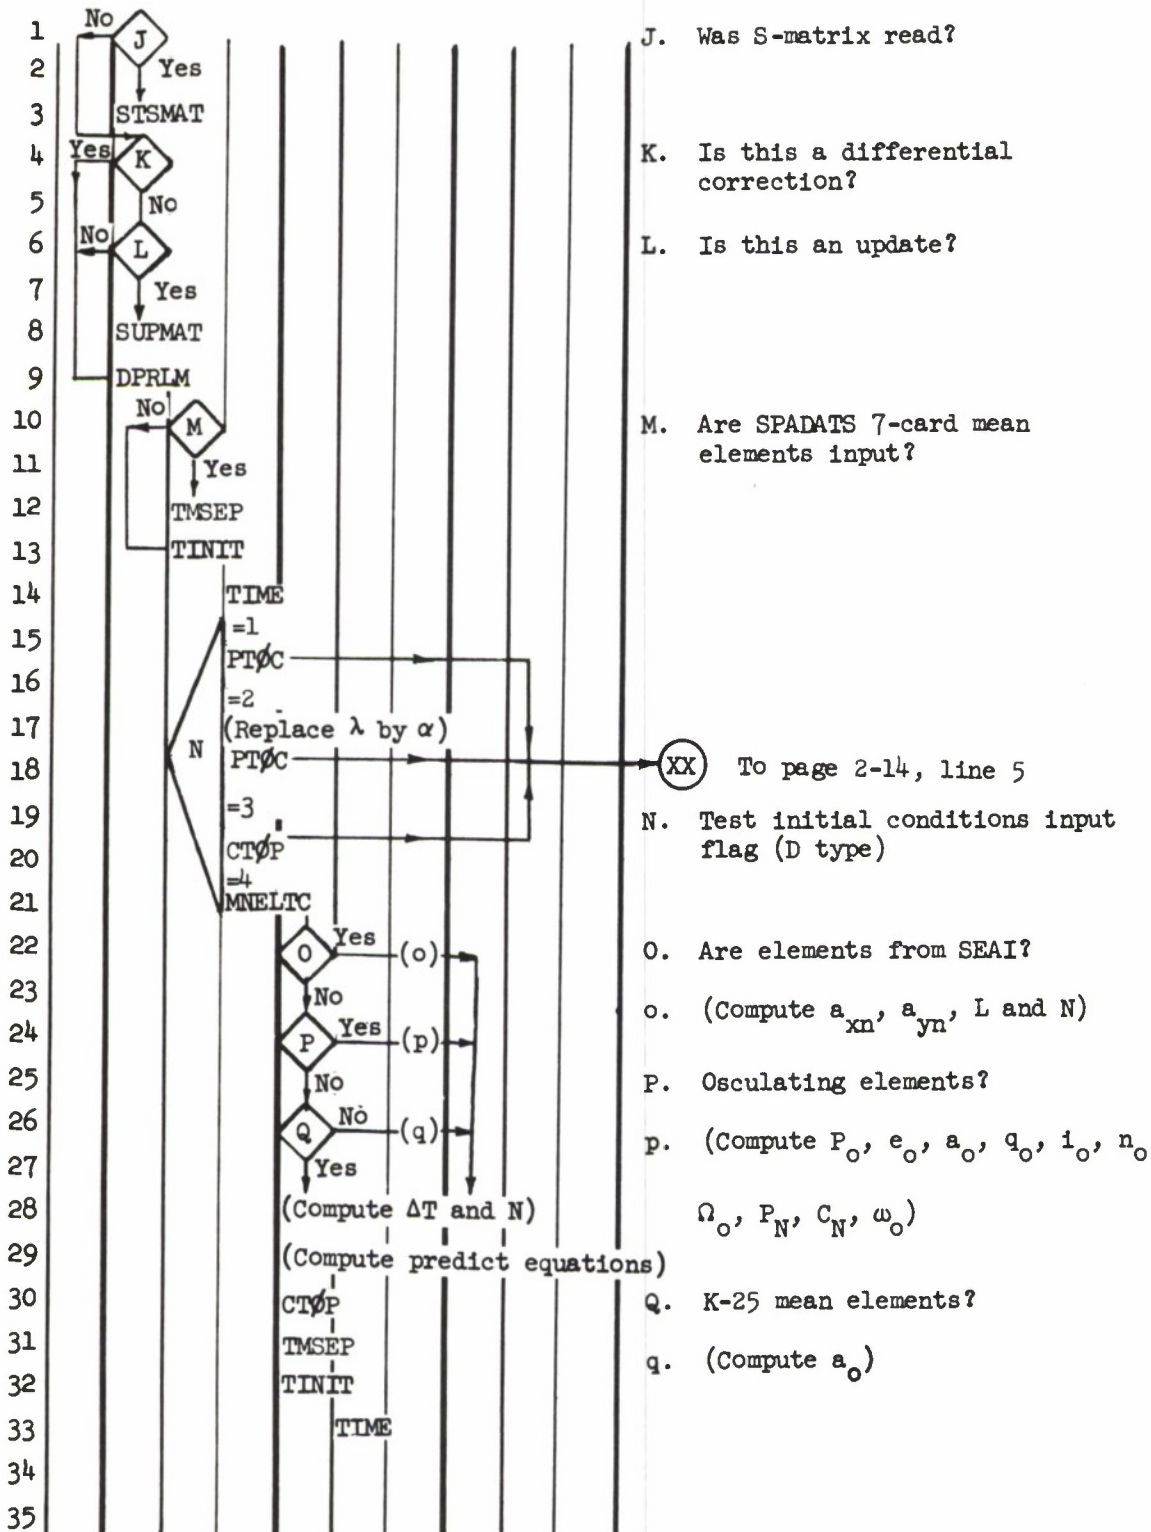 1 No J J. Was S-matrix read?
2 Yes
3 STSMAT
4 Yes K K. Is this a differential
correction?
5 No
6 No L L. Is this an update?
7 Yes
8 SUPMAT
9 DPRLM
10 No M M. Are SPADATS 7-card mean
elements input?
11 Yes
12 TMSEP
13 TINIT
14 TIME
15 =1
PTØC
16 =2
17 (Replace λ by α)
18 N PTØC XX To page 2-14, line 5
19 =3 N. Test initial conditions input
flag (D type)
20 CTØP
=4
21 MNELTC
22 O Yes (o) O. Are elements from SEAI?
23 No o. (Compute a_xn, a_yn, L and N)
24 P Yes (p)
25 No P. Osculating elements?
26 Q No (q) p. (Compute P_o, e_o, a_o, q_o, i_o, n_o
27 Yes
28 (Compute ΔT and N) Ω_o, P_N, C_N, ω_o)
29 (Compute predict equations)
30 CTØP Q. K-25 mean elements?
31 TMSEP q. (Compute a_o)
32 TINIT
33 TIME
34
35